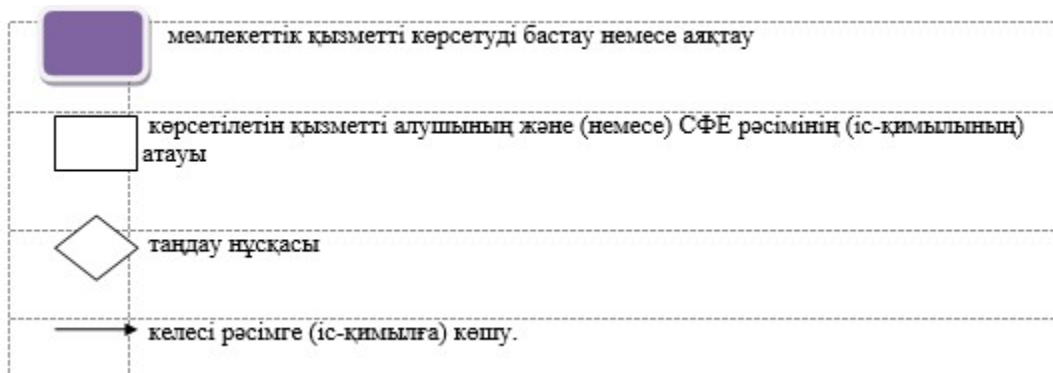 мемлекеттік қызметті көрсетуді бастау немесе аяқтау
көрсетілетін қызметті алушының және (немесе) СФЕ рәсімінің (іс-қимылының)
атауы
таңдау нұсқасы
келесі рәсімге (іс-қимылға) көшу.